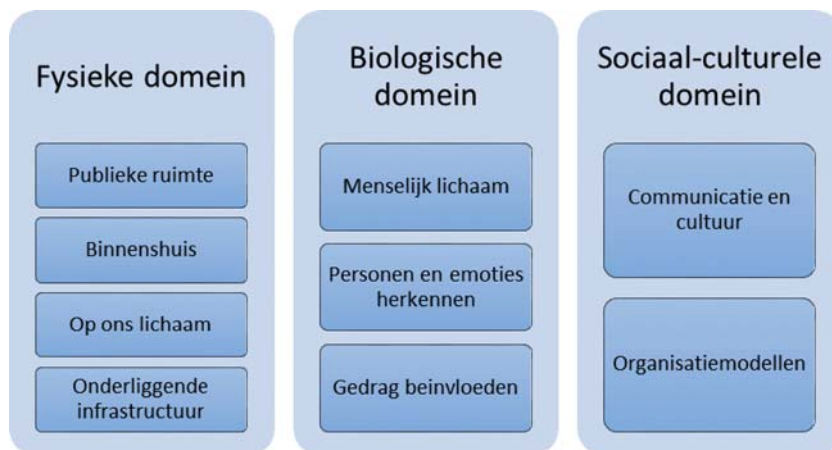 Fysieke domein
Publieke ruimte
Binnenshuis
Op ons lichaam
Onderliggende
infrastructuur
Biologische
domein
Menselijk lichaam
Personen en emoties
herkennen
Gedrag beinvloeden
Sociaal-culturele
domein
Communicatie en
cultuur
Organisatiemodellen